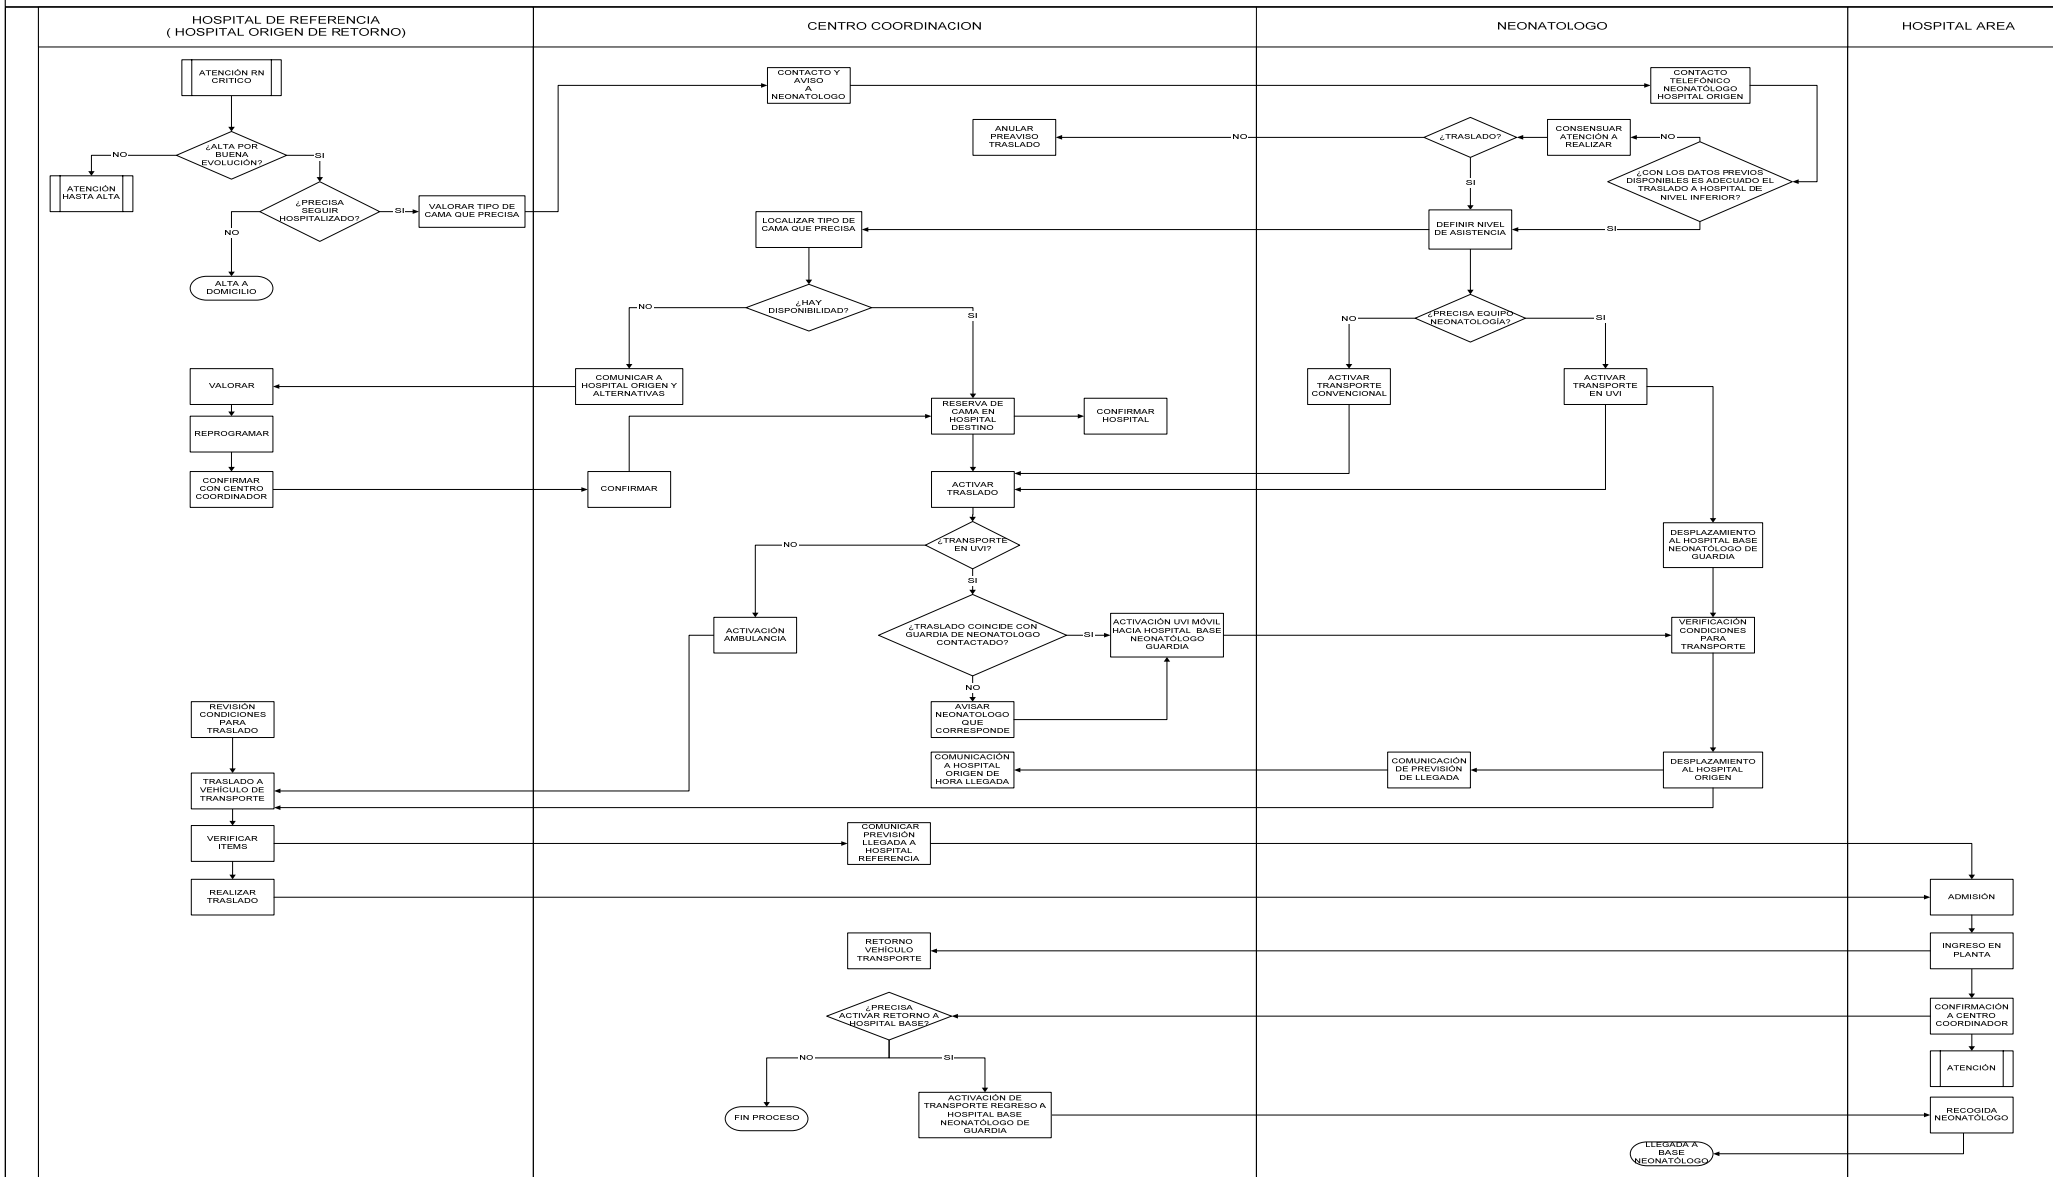 HOSPITAL DE REFERENCIA
( HOSPITAL ORIGEN DE RETORNO)
CENTRO COORDINACION
NEONATOLOGO
HOSPITAL AREA
ATENCIÓN RN
CRITICO
CONTACTO Y
AVISO
A
NEONATOLOGO
CONTACTO
TELEFÓNICO
NEONATÓLOGO
HOSPITAL ORIGEN
ANULAR
PREAVISO
TRASLADO
NO
¿TRASLADO?
CONSENSUAR
ATENCIÓN A
REALIZAR
NO
¿ALTA POR
BUENA
EVOLUCIÓN?
NO
SI
ATENCIÓN
HASTA ALTA
¿PRECISA
SEGUIR
HOSPITALIZADO?
SI
NO
VALORAR TIPO DE
CAMA QUE PRECISA
¿CON LOS DATOS PREVIOS
DISPONIBLES ES ADECUADO EL
TRASLADO A HOSPITAL DE
NIVEL INFERIOR?
SI
LOCALIZAR TIPO DE
CAMA QUE PRECISA
DEFINIR NIVEL
DE ASISTENCIA
SI
ALTA A
DOMICILIO
¿HAY
DISPONIBILIDAD?
NO
SI
¿PRECISA EQUIPO
NEONATOLOGÍA?
NO
SI
VALORAR
COMUNICAR A
HOSPITAL ORIGEN Y
ALTERNATIVAS
ACTIVAR
TRANSPORTE
CONVENCIONAL
ACTIVAR
TRANSPORTE
EN UVI
RESERVA DE
CAMA EN
HOSPITAL
DESTINO
CONFIRMAR
HOSPITAL
REPROGRAMAR
CONFIRMAR
CON CENTRO
COORDINADOR
CONFIRMAR
ACTIVAR
TRASLADO
¿TRANSPORTE
EN UVI?
NO
SI
DESPLAZAMIENTO
AL HOSPITAL BASE
NEONATÓLOGO DE
GUARDIA
ACTIVACIÓN
AMBULANCIA
¿TRASLADO COINCIDE CON
GUARDIA DE NEONATOLOGO
CONTACTADO?
SI
NO
ACTIVACIÓN UVI MÓVIL
HACIA HOSPITAL BASE
NEONATÓLOGO
GUARDIA
VERIFICACIÓN
CONDICIONES
PARA
TRANSPORTE
REVISIÓN
CONDICIONES
PARA
TRASLADO
AVISAR
NEONATOLOGO
QUE
CORRESPONDE
COMUNICACIÓN
A HOSPITAL
ORIGEN DE
HORA LLEGADA
COMUNICACIÓN
DE PREVISIÓN
DE LLEGADA
DESPLAZAMIENTO
AL HOSPITAL
ORIGEN
TRASLADO A
VEHÍCULO DE
TRANSPORTE
VERIFICAR
ITEMS
COMUNICAR
PREVISIÓN
LLEGADA A
HOSPITAL
REFERENCIA
REALIZAR
TRASLADO
ADMISIÓN
RETORNO
VEHÍCULO
TRANSPORTE
INGRESO EN
PLANTA
¿PRECISA
ACTIVAR RETORNO A
HOSPITAL BASE?
NO
SI
CONFIRMACIÓN
A CENTRO
COORDINADOR
ATENCIÓN
FIN PROCESO
ACTIVACIÓN DE
TRANSPORTE REGRESO A
HOSPITAL BASE
NEONATÓLOGO DE
GUARDIA
RECOGIDA
NEONATÓLOGO
LLEGADA A
BASE
NEONATÓLOGO